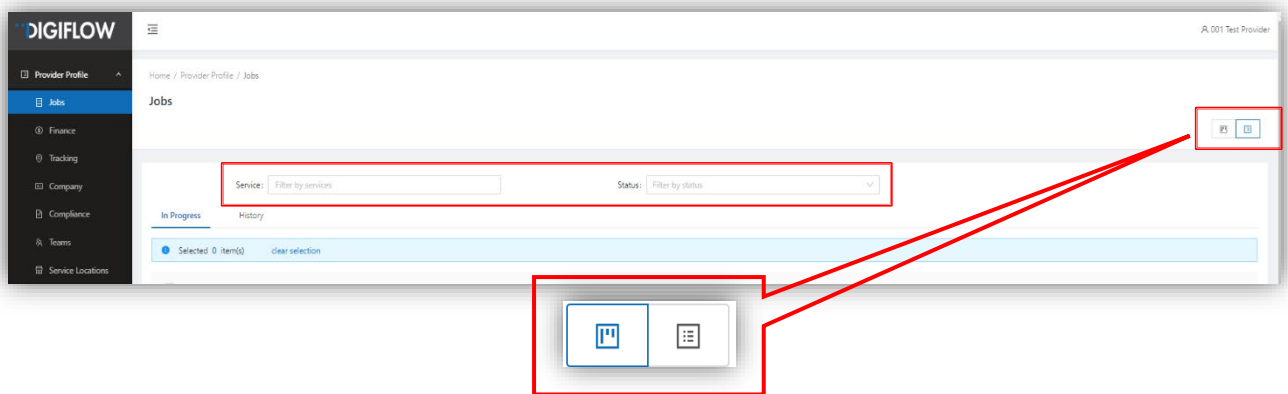 DIGIFLOW
001 Test Provider
Provider Profile
Home / Provider Profile / Jobs
Jobs
Jobs
Finance
Tracking
Company
Compliance
Teams
Service Locations
Service: Filter by services
Status: Filter by status
In Progress History
Selected 0 item(s) clear selection